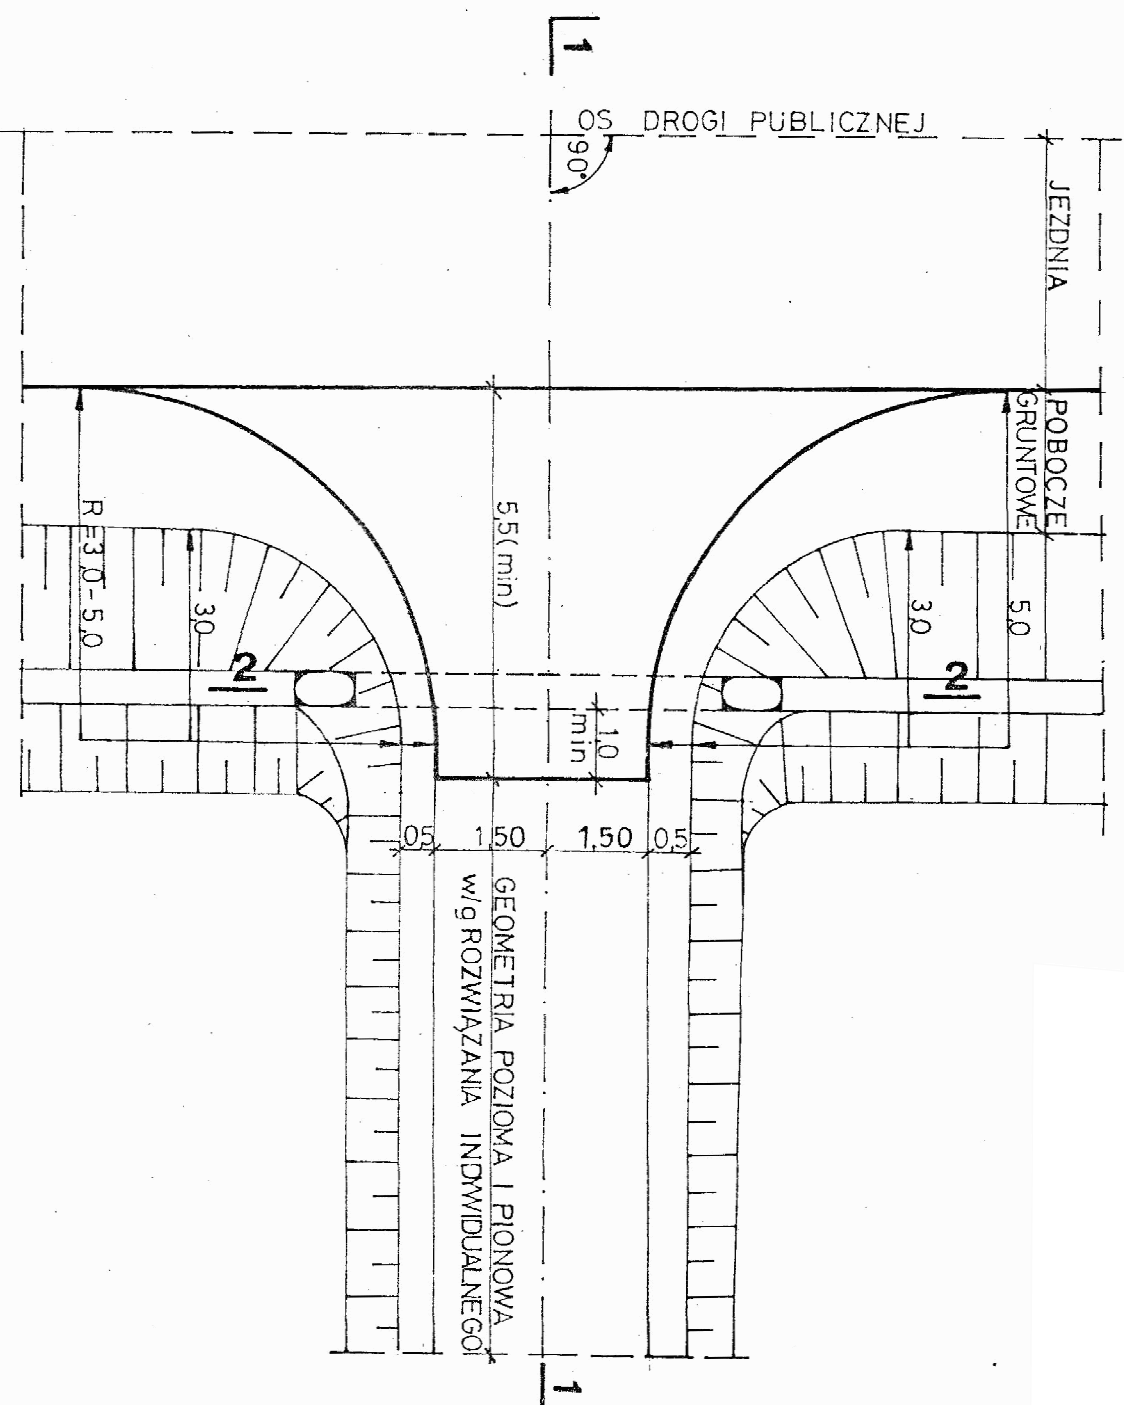 1
OS DROGI PUBLICZNEJ
90°
JEZDNIA
POBOCZE
GRUNTOWE
5,5(min)
R=3,0-5,0
3,0
3,0
5,0
2
2
1,0
min
0,5
1,50
1,50
0,5
GEOMETRIA POZIOMA I PIONOWA
w/g ROZWIĄZANIA INDYWIDUALNEGO
1